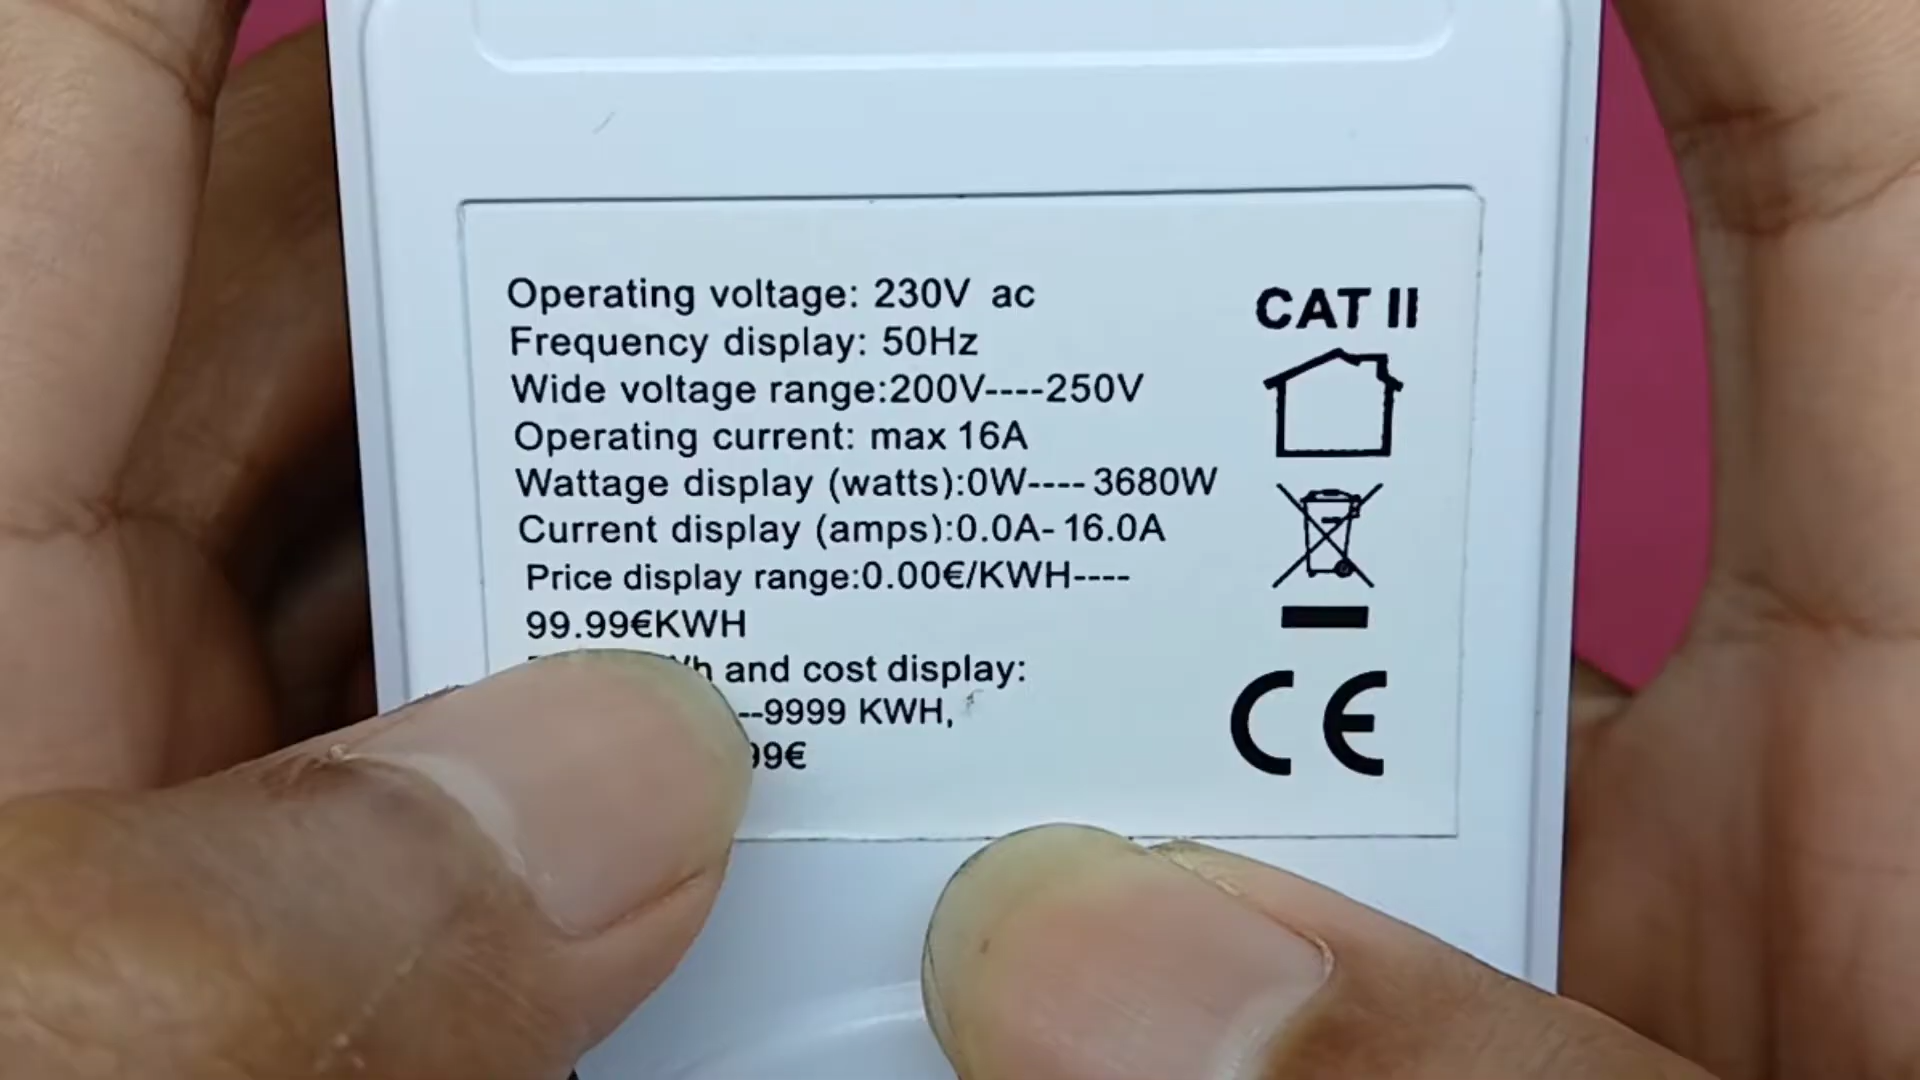 Operating voltage: 230V ac
Frequency display: 50Hz
Wide voltage range:200V----250V
Operating current: max 16A
Wattage display (watts):0W----3680W
Current display (amps):0.0A-16.0A
Price display range:0.00€/KWH----
99.99€KWH
and cost display:
--9999 KWH,
99€
CAT II
CE